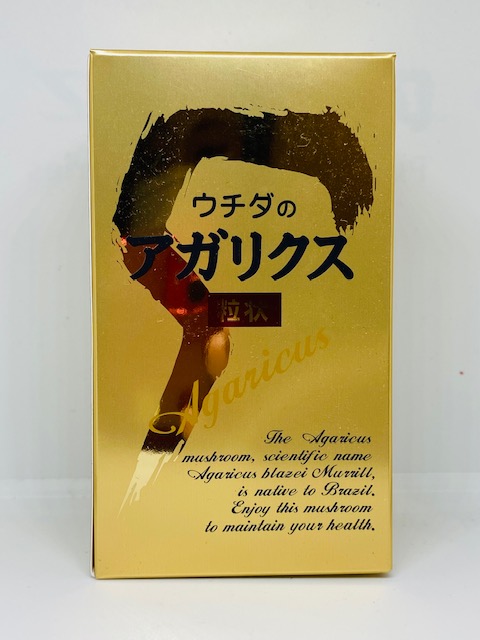 ウチダの
アガリクス
粒状
Agaricus
The Agaricus
mushroom, scientific name
Agaricus blazei Murrill,
is native to Brazil.
Enjoy this mushroom
to maintain your health.